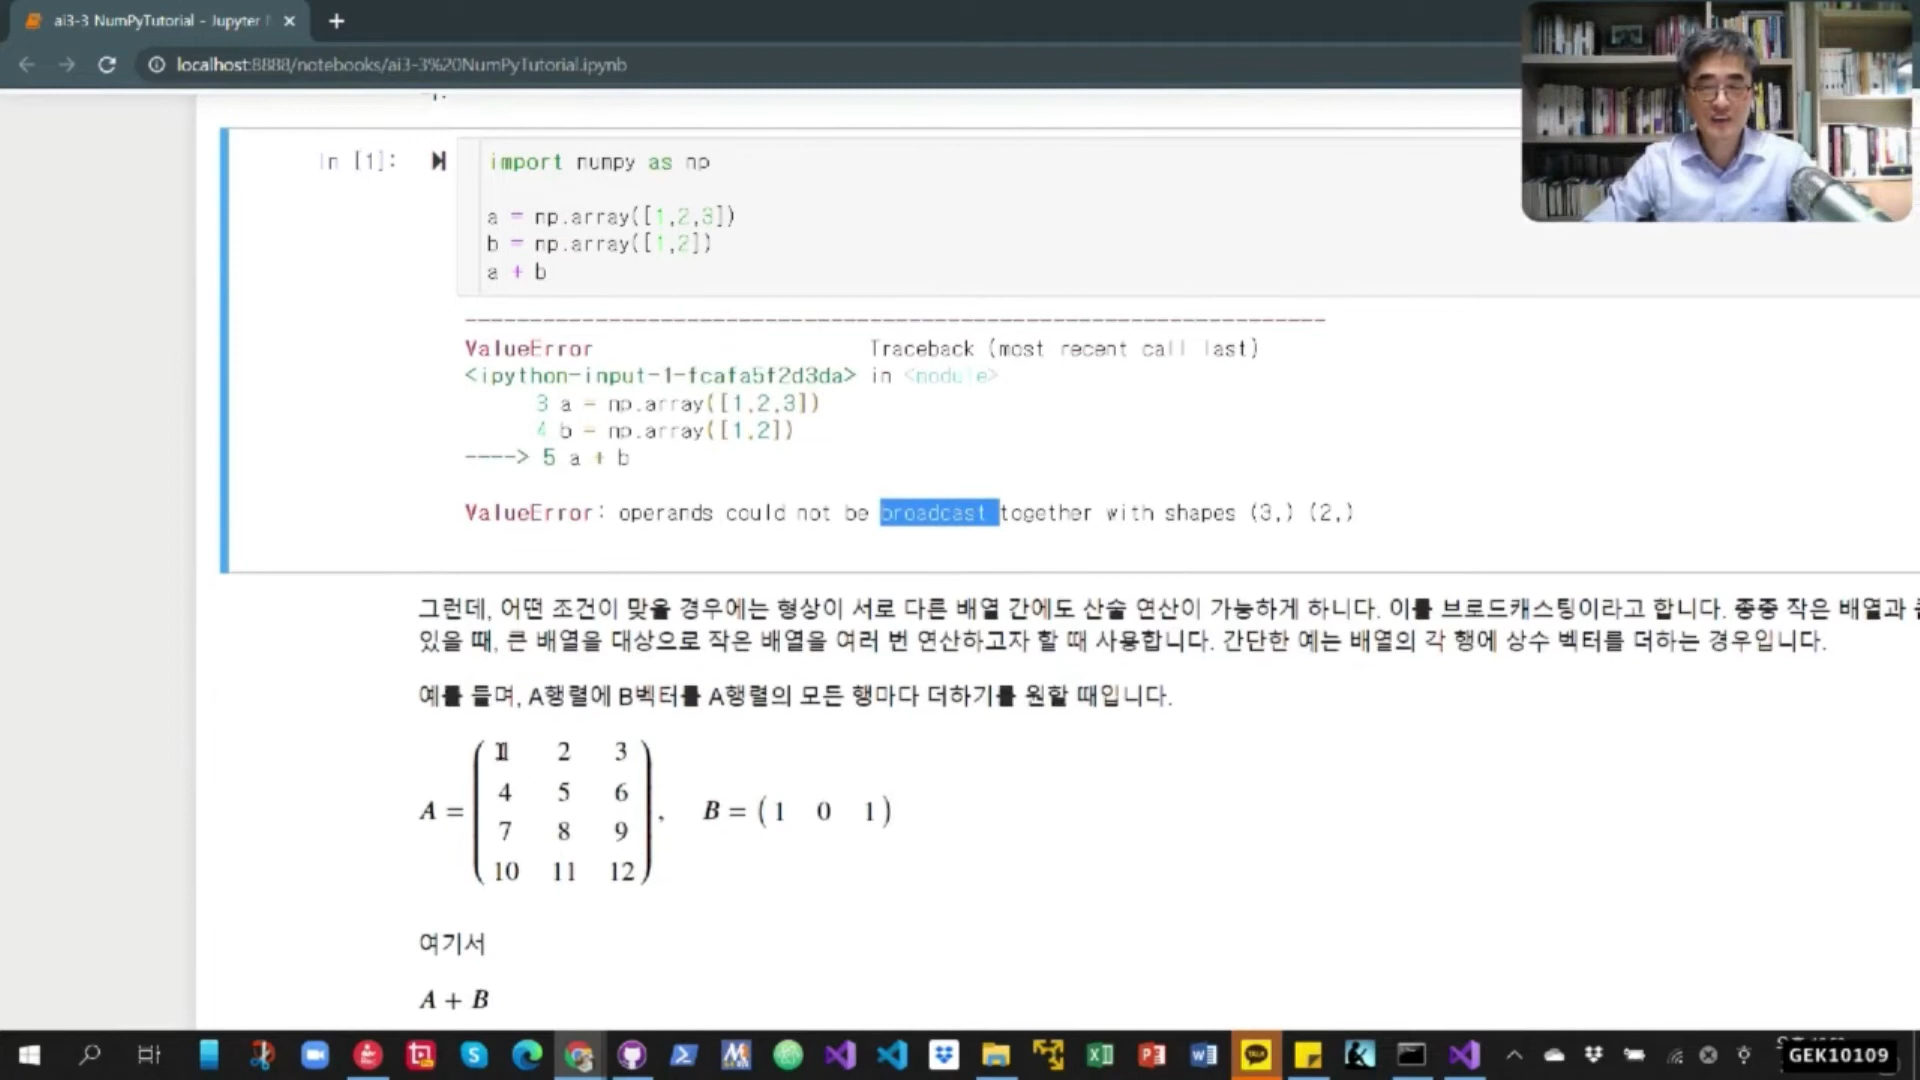 ai3-3 NumPyTutorial - Jupyter
localhost:8888/notebooks/ai3-3%20NumPyTutorial.ipynb
In [1]:
import numpy as np
a = np.array([1,2,3])
b = np.array([1,2])
a + b
ValueError Traceback (most recent call last)
<ipython-input-1-fcafa5f2d3da> in <module>
3 a = np.array([1,2,3])
4 b = np.array([1,2])
----> 5 a + b
ValueError: operands could not be broadcast together with shapes (3,) (2,)
그런데, 어떤 조건이 맞을 경우에는 형상이 서로 다른 배열 간에도 산술 연산이 가능하게 하니다. 이를 브로드캐스팅이라고 합니다. 종종 작은 배열과
있을 때, 큰 배열을 대상으로 작은 배열을 여러 번 연산하고자 할 때 사용합니다. 간단한 예는 배열의 각 행에 상수 벡터를 더하는 경우입니다.
예를 들며, A행렬에 B벡터를 A행렬의 모든 행마다 더하기를 원할 때입니다.
1 2 3
4 5 6
A = , B = ( 1 0 1 )
7 8 9
10 11 12
여기서
A + B
GEK10109